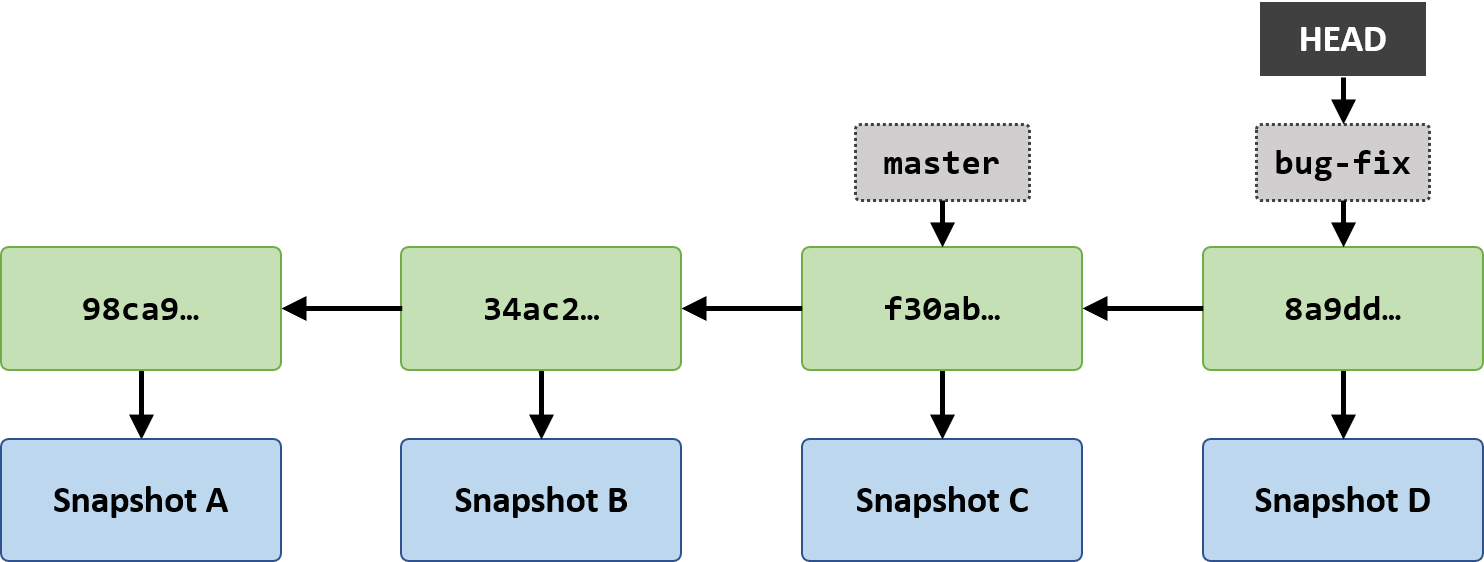 HEAD
master
bug-fix
98ca9…
34ac2…
f30ab…
8a9dd…
Snapshot A
Snapshot B
Snapshot C
Snapshot D